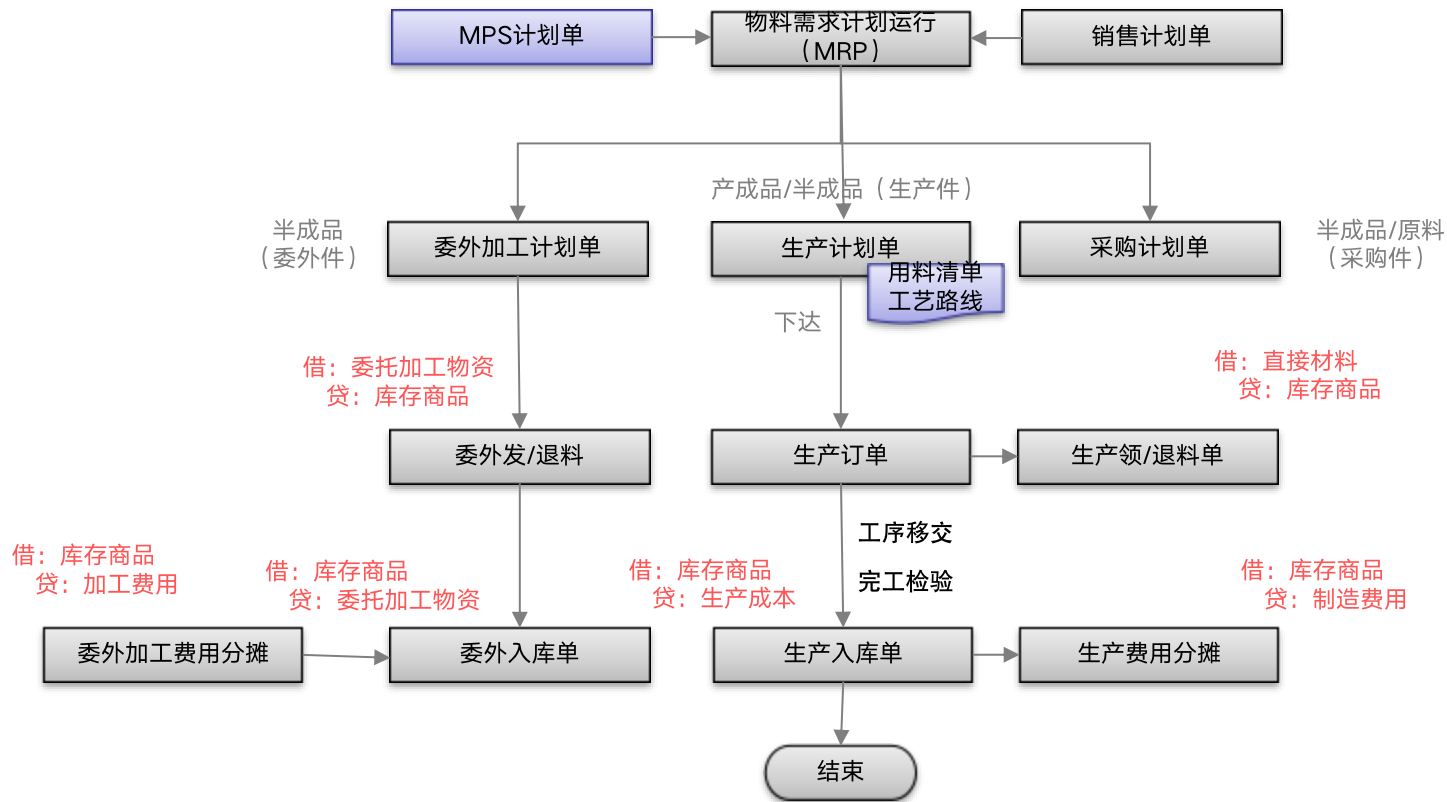 MPS计划单
物料需求计划运行
（MRP）
销售计划单
产成品/半成品（生产件）
半成品
（委外件）
委外加工计划单
生产计划单
采购计划单
半成品/原料
（采购件）
用料清单
工艺路线
下达
借：委托加工物资
贷：库存商品
借：直接材料
贷：库存商品
委外发/退料
生产订单
生产领/退料单
工序移交
完工检验
借：库存商品
贷：加工费用
借：库存商品
贷：委托加工物资
借：库存商品
贷：生产成本
借：库存商品
贷：制造费用
委外加工费用分摊
委外入库单
生产入库单
生产费用分摊
结束